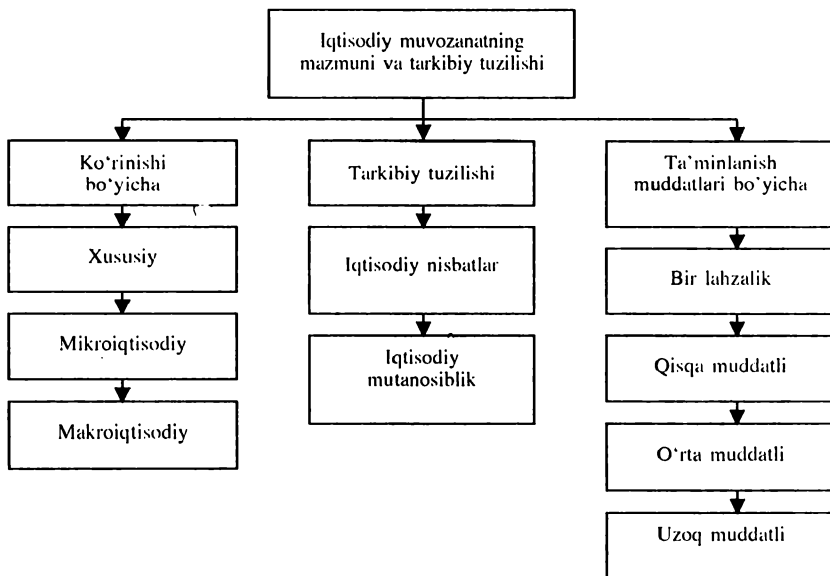 Iqtisodiy muvozanatning
mazmuni va tarkibiy tuzilishi
Ko‘rinishi
bo‘yicha
Xususiy
Mikroiqtisodiy
Makroiqtisodiy
Tarkibiy tuzilishi
Iqtisodiy nisbatlar
Iqtisodiy
mutanosiblik
Ta’minlanish
muddatlari bo‘yicha
Bir lahzalik
Qisqa muddatli
O‘rta muddatli
Uzoq muddatli